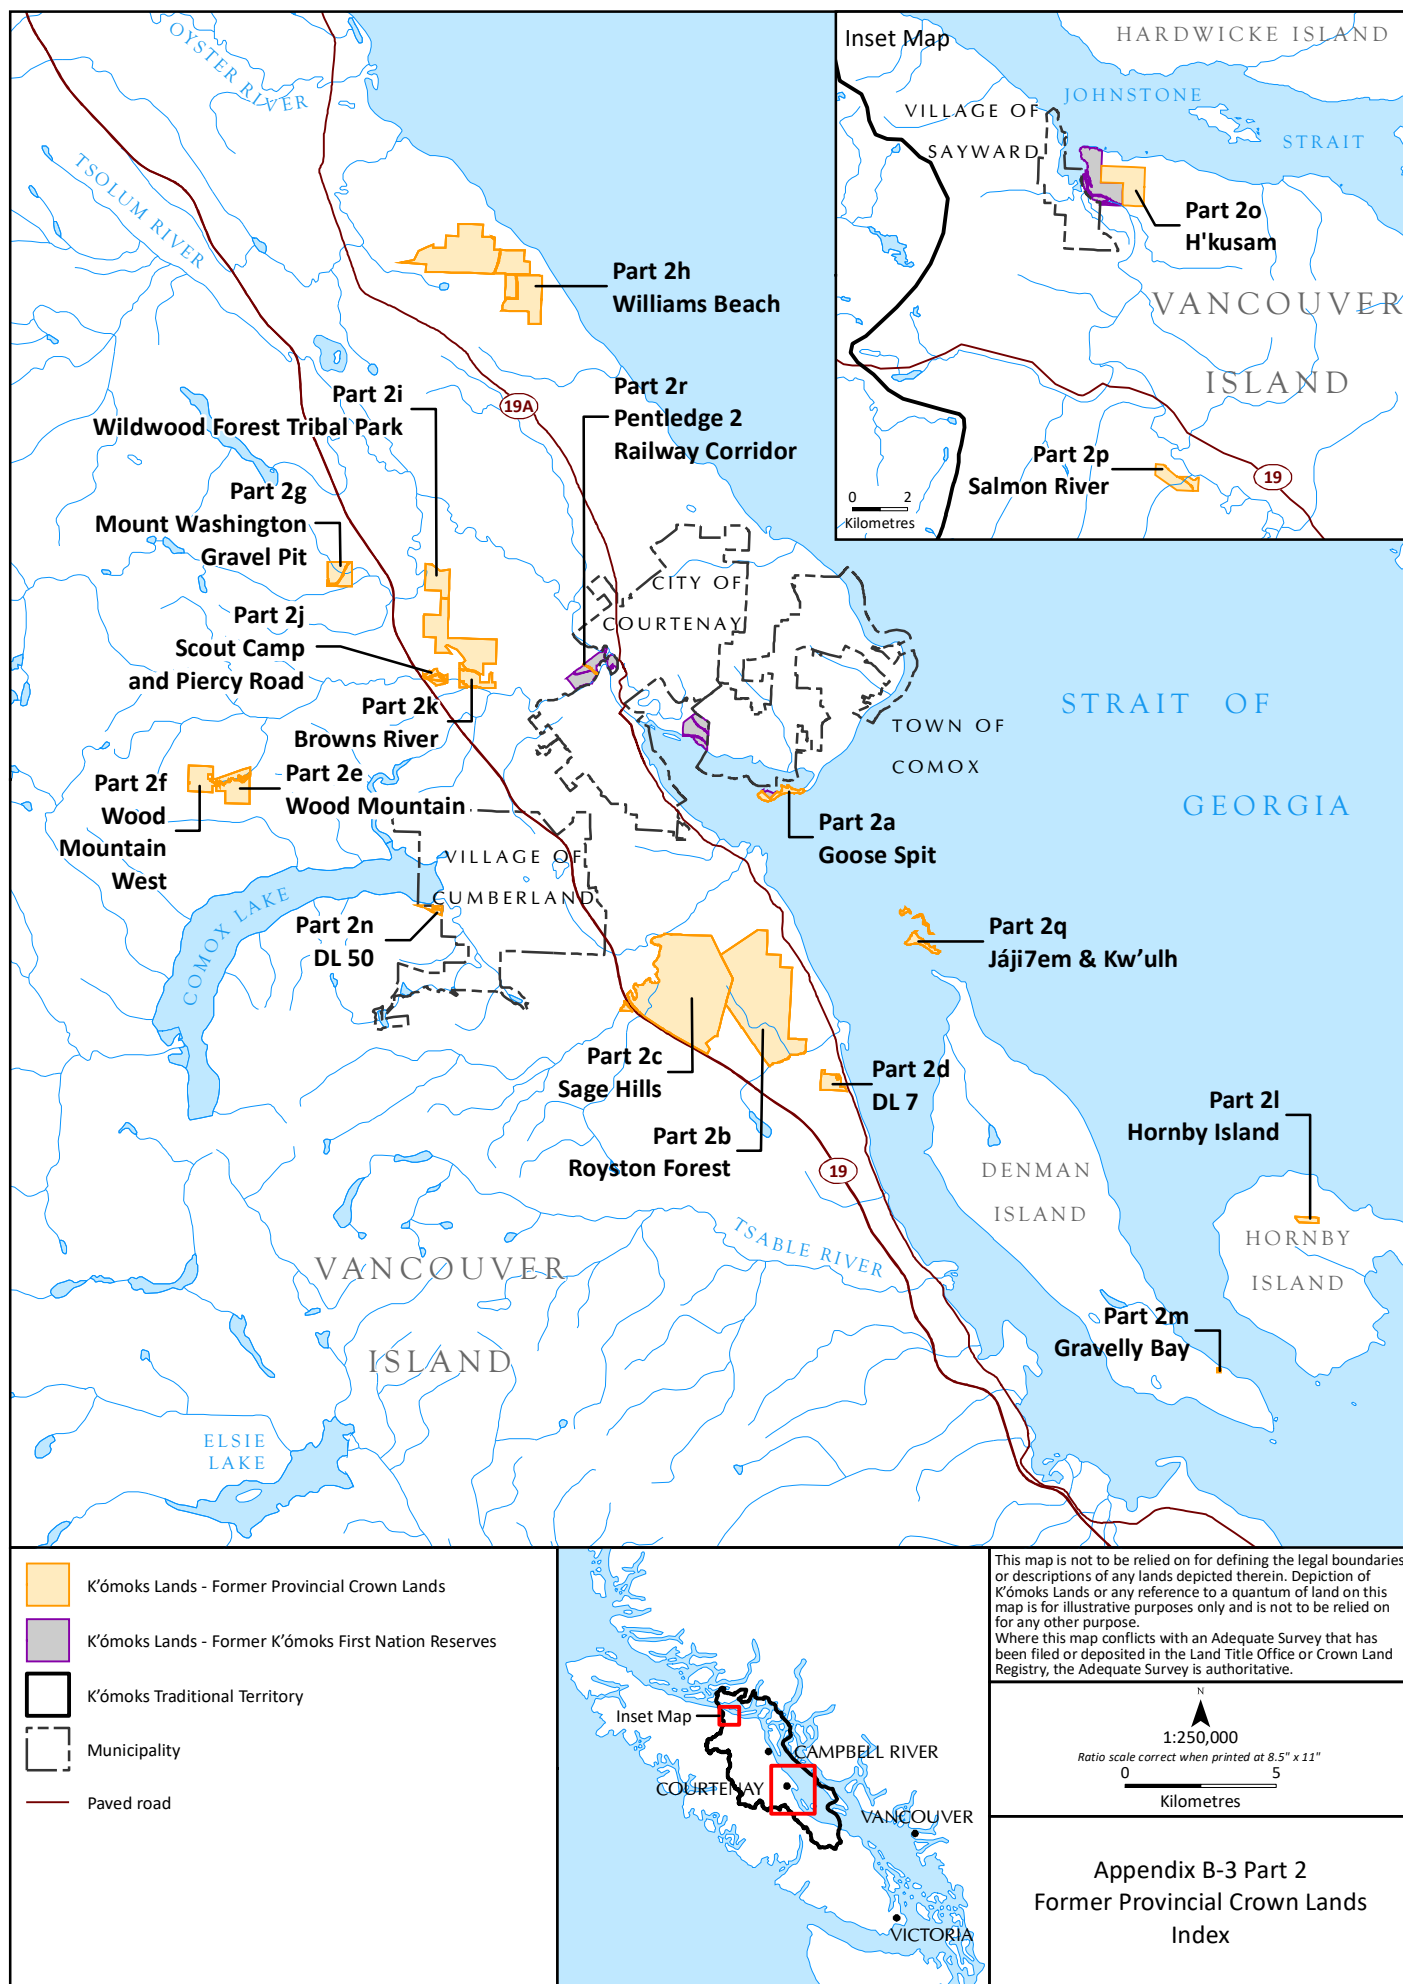 OYSTER RIVER
TSOLUM RIVER
Inset Map
HARDWICKE ISLAND
JOHNSTONE
STRAIT
VILLAGE OF
SAYWARD
Part 2o
H'kusam
VANCOUVER
ISLAND
Part 2p
Salmon River
19
0 2
Kilometres
Part 2h
Williams Beach
Part 2i
Wildwood Forest Tribal Park
19A
Part 2r
Pentledge 2
Railway Corridor
Part 2g
Mount Washington
Gravel Pit
CITY OF
COURTENAY
Part 2j
Scout Camp
and Piercy Road
Part 2k
Browns River
STRAIT OF
GEORGIA
TOWN OF
COMOX
Part 2f
Wood
Mountain
West
Part 2e
Wood Mountain
Part 2a
Goose Spit
VILLAGE OF
CUMBERLAND
COMOX LAKE
Part 2n
DL 50
Part 2q
Jáji7em & Kw’ulh
Part 2c
Sage Hills
Part 2d
DL 7
Part 2b
Royston Forest
19
Part 2l
Hornby Island
DENMAN
ISLAND
HORNBY
ISLAND
TSABLE RIVER
VANCOUVER
ISLAND
Part 2m
Gravelly Bay
ELSIE
LAKE
K’ómoks Lands - Former Provincial Crown Lands
K’ómoks Lands - Former K’ómoks First Nation Reserves
K’ómoks Traditional Territory
Municipality
Paved road
Inset Map
CAMPBELL RIVER
COURTENAY
VANCOUVER
VICTORIA
This map is not to be relied on for defining the legal boundaries
or descriptions of any lands depicted therein. Depiction of
K’ómoks Lands or any reference to a quantum of land on this
map is for illustrative purposes only and is not to be relied on
for any other purpose.
Where this map conflicts with an Adequate Survey that has
been filed or deposited in the Land Title Office or Crown Land
Registry, the Adequate Survey is authoritative.
N
1:250,000
Ratio scale correct when printed at 8.5" x 11"
0 5
Kilometres
Appendix B-3 Part 2
Former Provincial Crown Lands
Index